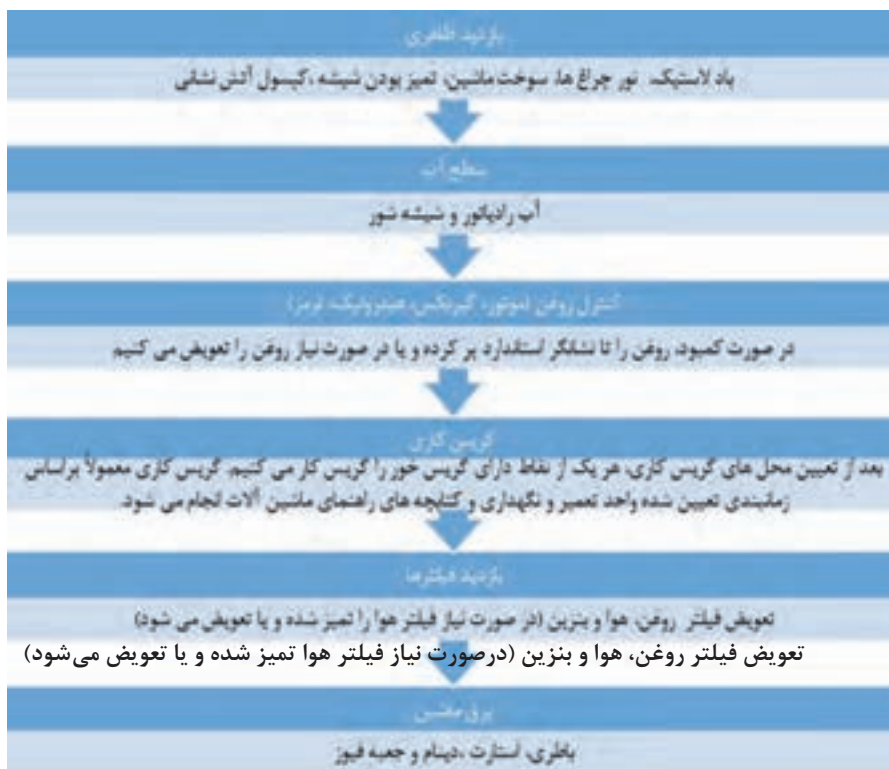 بازدید ظاهری
باد لاستیک، نور چراغ ها، سوخت ماشین، تمیز بودن شیشه ،کپسول آتش نشانی
سطح آب
آب رادیاتور و شیشه شور
کنترل روغن (موتور، گیربکس، هیدرولیک، ترمز)
در صورت کمبود، روغن را تا نشانگر استاندارد پر کرده و یا در صورت نیاز روغن را تعویض می کنیم
گریس کاری
بعد از تعیین محل های گریس کاری، هر یک از نقاط دارای گریس خور را گریس کار می کنیم. گریس کاری معمولاً براساس
زمانبندی تعیین شده واحد تعمیر و نگهداری و کتابچه های راهنمای ماشین آلات انجام می شود.
بازدید فیلترها
تعویض فیلتر روغن، هوا و بنزین (در صورت نیاز فیلتر هوا را تمیز شده و یا تعویض می شود)
تعویض فیلتر روغن، هوا و بنزین (درصورت نیاز فیلتر هوا تمیز شده و یا تعویض می‌شود)
برق ماشین
باطری، استارت ،دینام و جعبه فیوز